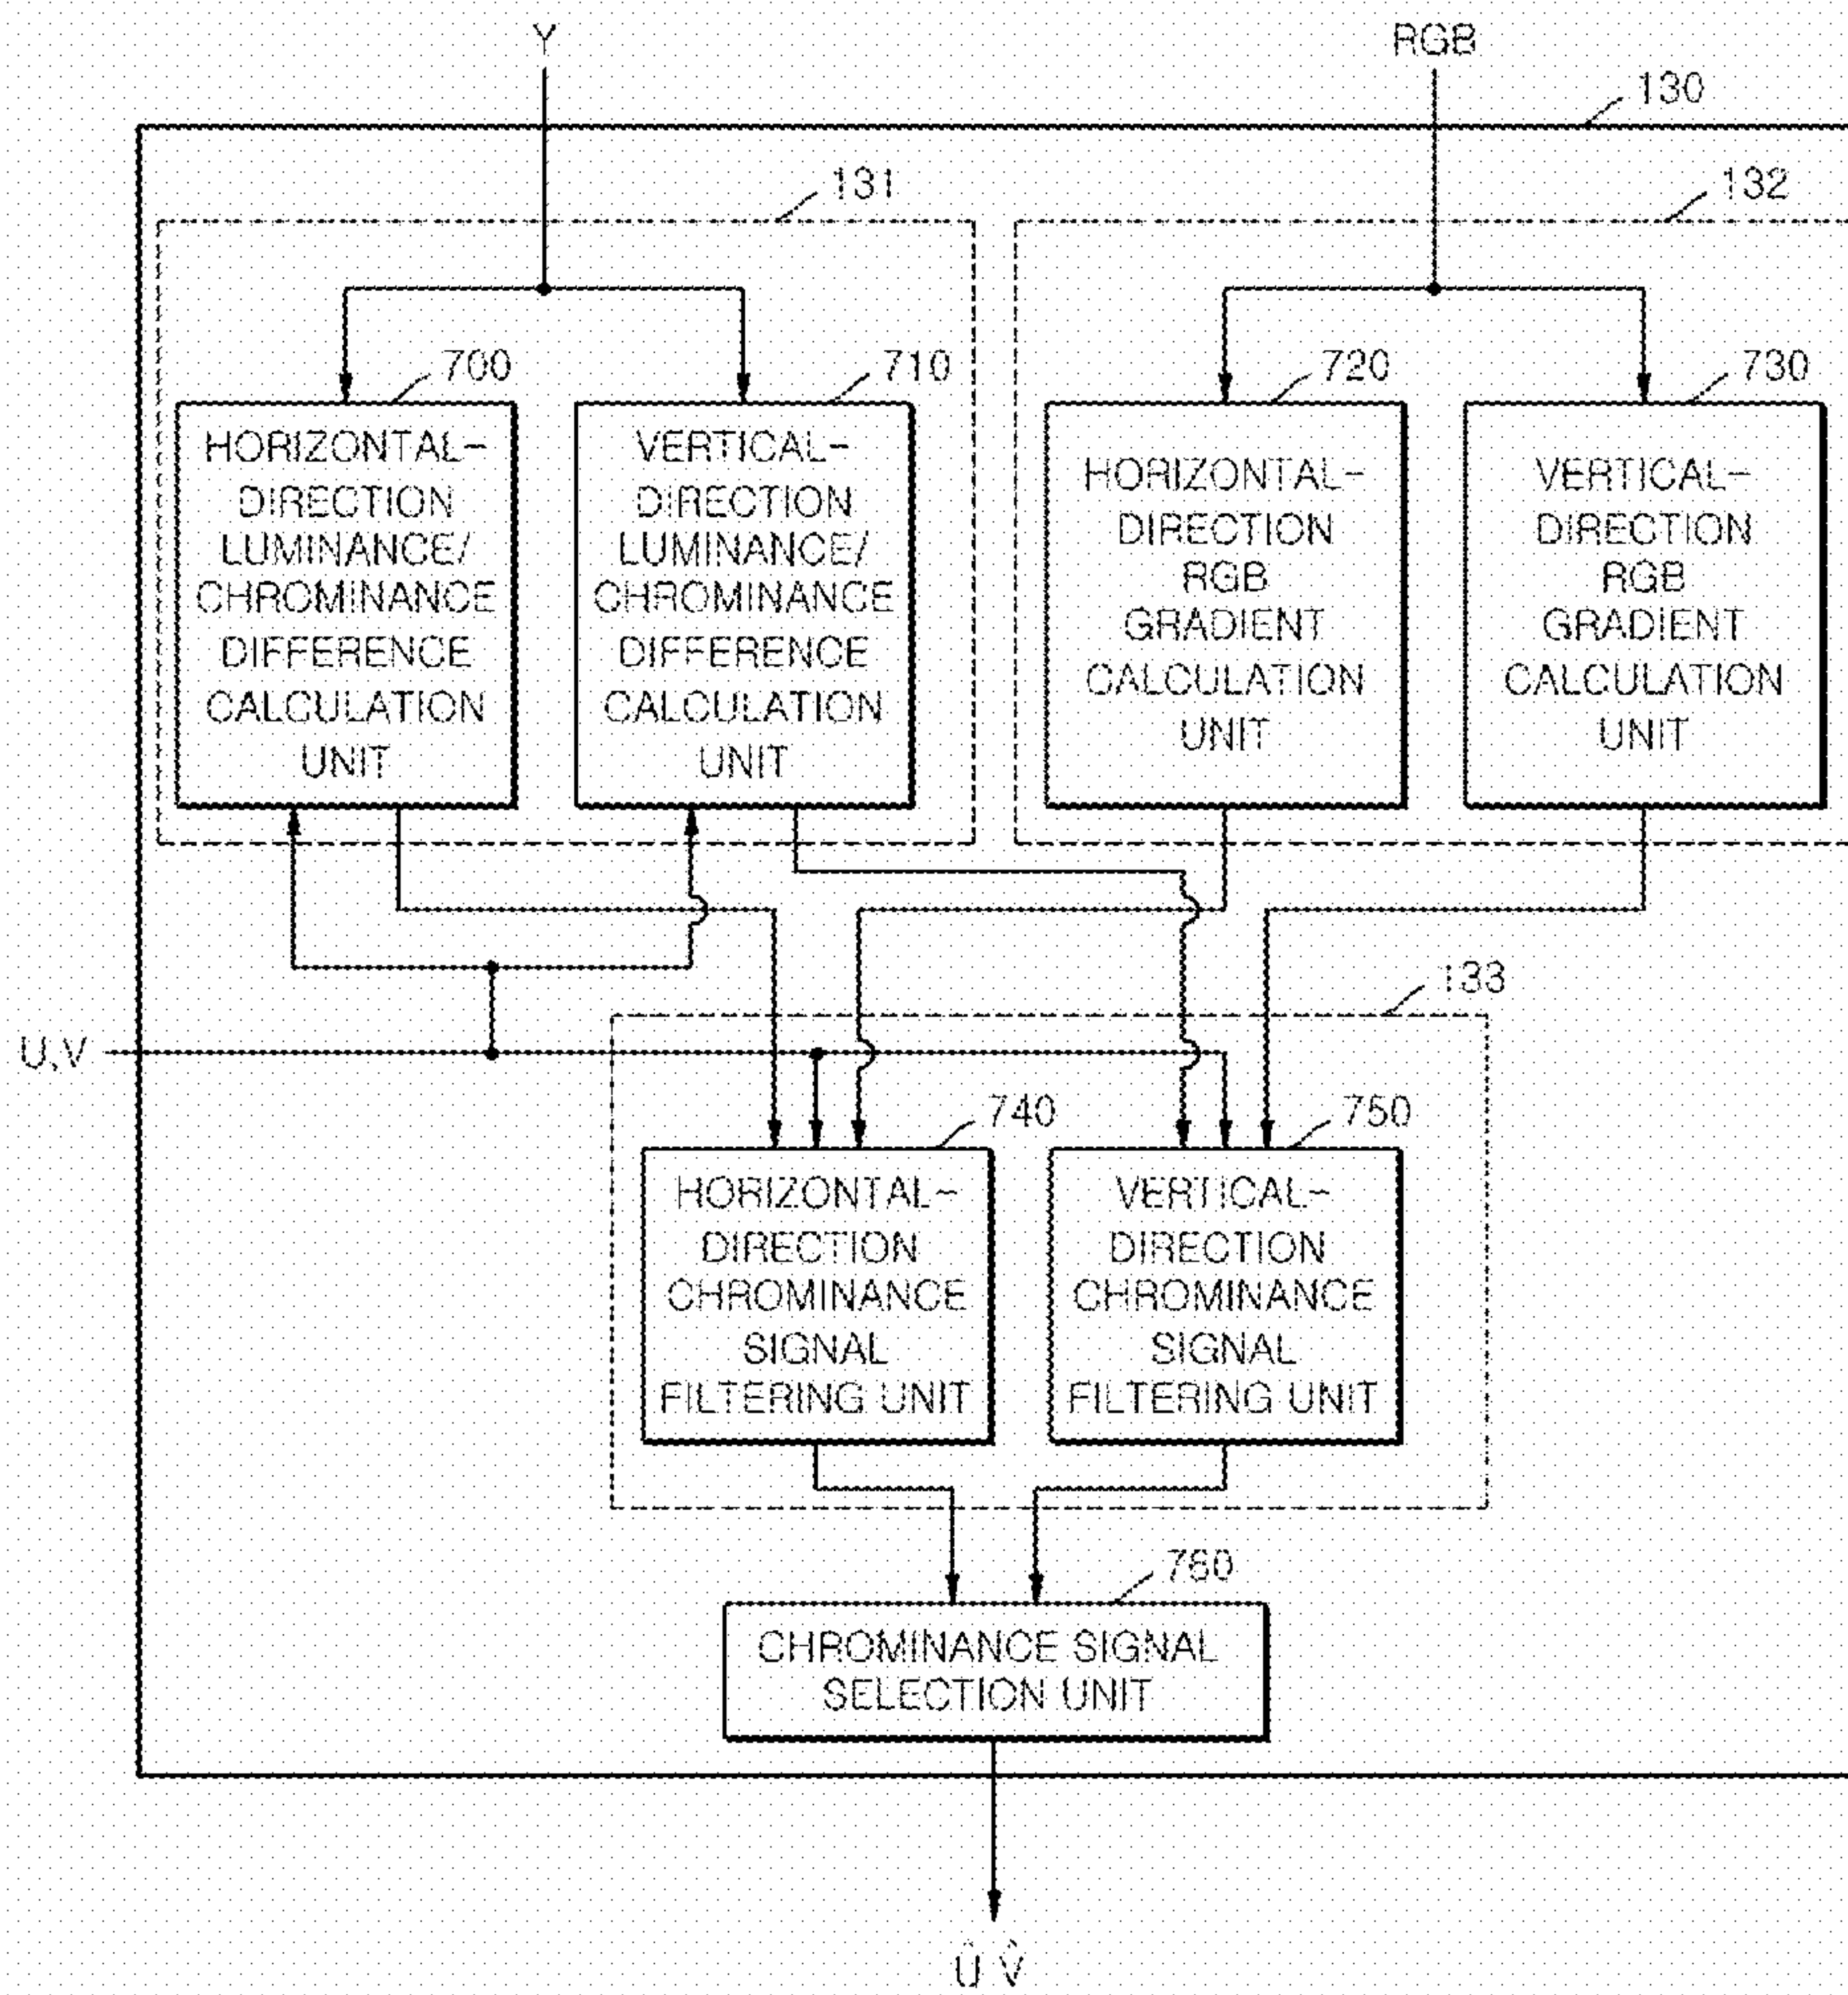 Y
RGB
130
131
132
700
710
720
730
HORIZONTAL-
DIRECTION
LUMINANCE/
CHROMINANCE
DIFFERENCE
CALCULATION
UNIT
VERTICAL-
DIRECTION
LUMINANCE/
CHROMINANCE
DIFFERENCE
CALCULATION
UNIT
HORIZONTAL-
DIRECTION
RGB
GRADIENT
CALCULATION
UNIT
VERTICAL-
DIRECTION
RGB
GRADIENT
CALCULATION
UNIT
133
U,V
740
750
HORIZONTAL-
DIRECTION
CHROMINANCE
SIGNAL
FILTERING UNIT
VERTICAL-
DIRECTION
CHROMINANCE
SIGNAL
FILTERING UNIT
760
CHROMINANCE SIGNAL
SELECTION UNIT
Û V̂